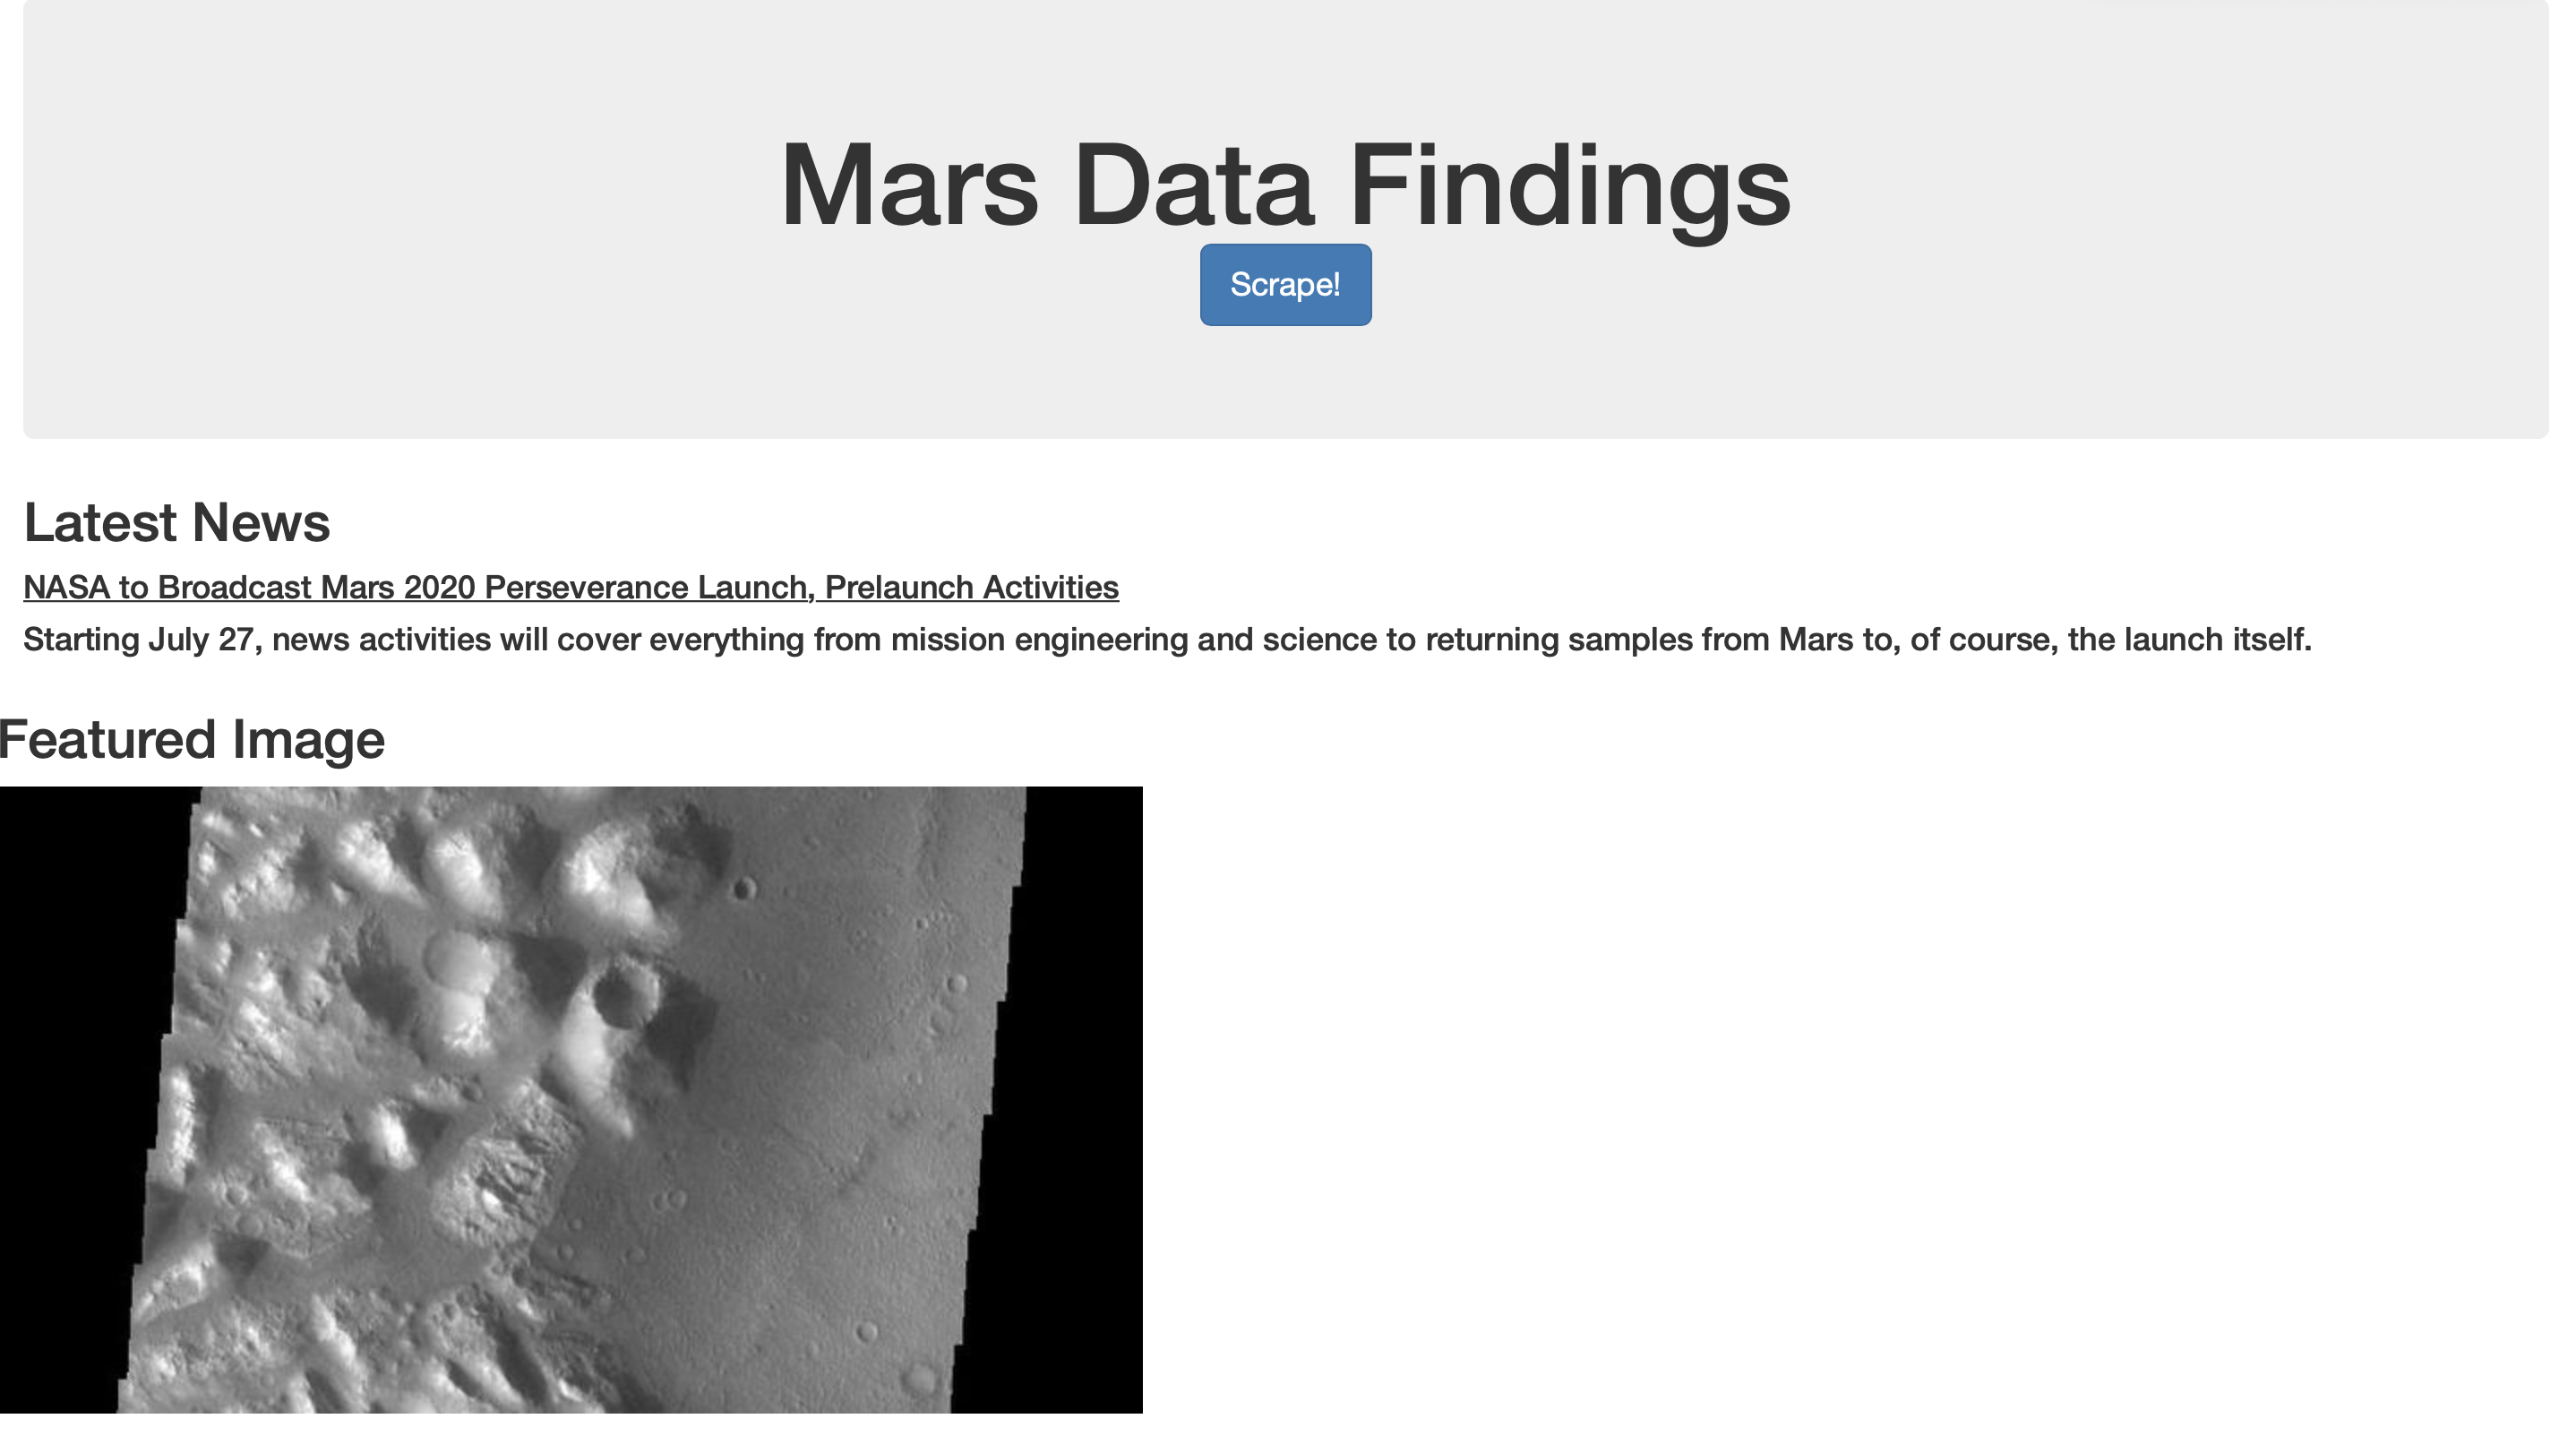 Mars Data Findings
Scrape!
Latest News
NASA to Broadcast Mars 2020 Perseverance Launch, Prelaunch Activities
Starting July 27, news activities will cover everything from mission engineering and science to returning samples from Mars to, of course, the launch itself.
Featured Image